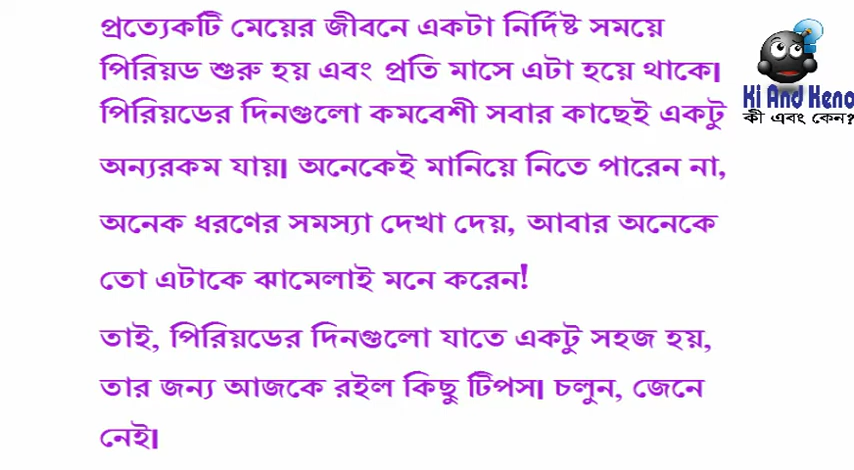 প্রত্যেকটি মেয়ের জীবনে একটা নির্দিষ্ট সময়ে
পিরিয়ড শুরু হয় এবং প্রতি মাসে এটা হয়ে থাকে।
পিরিয়ডের দিনগুলো কমবেশী সবার কাছেই একটু
অন্যরকম যায়। অনেকেই মানিয়ে নিতে পারেন না,
অনেক ধরণের সমস্যা দেখা দেয়, আবার অনেকে
তো এটাকে ঝামেলাই মনে করেন!
তাই, পিরিয়ডের দিনগুলো যাতে একটু সহজ হয়,
তার জন্য আজকে রইল কিছু টিপস। চলুন, জেনে
নেই।
Ki And Keno
কী এবং কেন?